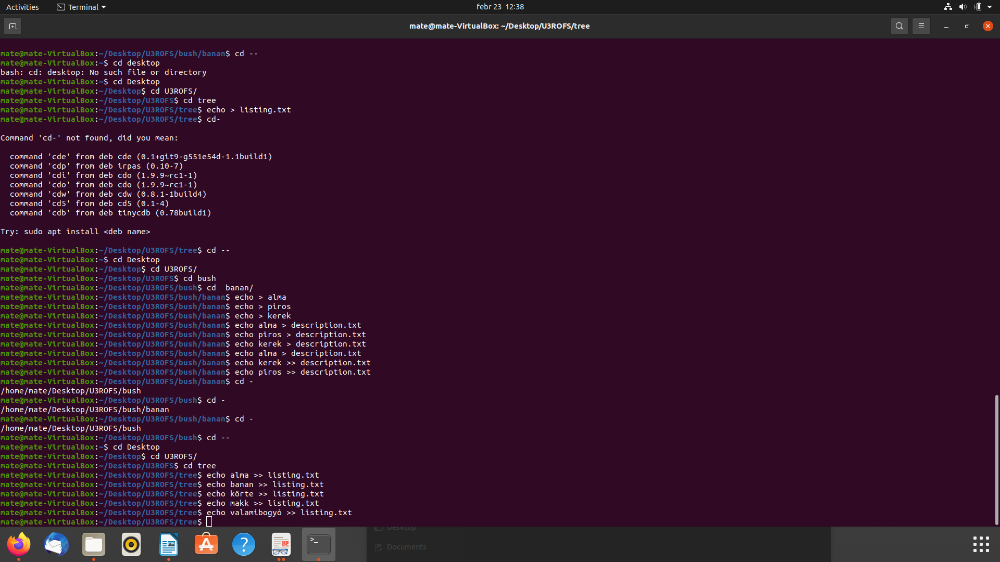 Activities
Terminal
febr 23 12:38
mate@mate-VirtualBox: ~/Desktop/U3ROFS/tree
mate@mate-VirtualBox:~/Desktop/U3ROFS/bush/banan$ cd --
mate@mate-VirtualBox:~$ cd desktop
bash: cd: desktop: No such file or directory
mate@mate-VirtualBox:~$ cd Desktop
mate@mate-VirtualBox:~/Desktop$ cd U3ROFS/
mate@mate-VirtualBox:~/Desktop/U3ROFS$ cd tree
mate@mate-VirtualBox:~/Desktop/U3ROFS/tree$ echo > listing.txt
mate@mate-VirtualBox:~/Desktop/U3ROFS/tree$ cd-
Command 'cd-' not found, did you mean:
  command 'cde' from deb cde (0.1+git9-g551e54d-1.1build1)
  command 'cdp' from deb irpas (0.10-7)
  command 'cdi' from deb cdo (1.9.9~rc1-1)
  command 'cdo' from deb cdo (1.9.9~rc1-1)
  command 'cdw' from deb cdw (0.8.1-1build4)
  command 'cd5' from deb cd5 (0.1-4)
  command 'cdb' from deb tinycdb (0.78build1)
Try: sudo apt install <deb name>
mate@mate-VirtualBox:~/Desktop/U3ROFS/tree$ cd --
mate@mate-VirtualBox:~$ cd Desktop
mate@mate-VirtualBox:~/Desktop$ cd U3ROFS/
mate@mate-VirtualBox:~/Desktop/U3ROFS$ cd bush
mate@mate-VirtualBox:~/Desktop/U3ROFS/bush$ cd  banan/
mate@mate-VirtualBox:~/Desktop/U3ROFS/bush/banan$ echo > alma
mate@mate-VirtualBox:~/Desktop/U3ROFS/bush/banan$ echo > piros
mate@mate-VirtualBox:~/Desktop/U3ROFS/bush/banan$ echo > kerek
mate@mate-VirtualBox:~/Desktop/U3ROFS/bush/banan$ echo alma > description.txt
mate@mate-VirtualBox:~/Desktop/U3ROFS/bush/banan$ echo piros > description.txt
mate@mate-VirtualBox:~/Desktop/U3ROFS/bush/banan$ echo kerek > description.txt
mate@mate-VirtualBox:~/Desktop/U3ROFS/bush/banan$ echo alma > description.txt
mate@mate-VirtualBox:~/Desktop/U3ROFS/bush/banan$ echo kerek >> description.txt
mate@mate-VirtualBox:~/Desktop/U3ROFS/bush/banan$ echo piros >> description.txt
mate@mate-VirtualBox:~/Desktop/U3ROFS/bush/banan$ cd -
/home/mate/Desktop/U3ROFS/bush
mate@mate-VirtualBox:~/Desktop/U3ROFS/bush$ cd -
/home/mate/Desktop/U3ROFS/bush/banan
mate@mate-VirtualBox:~/Desktop/U3ROFS/bush/banan$ cd -
/home/mate/Desktop/U3ROFS/bush
mate@mate-VirtualBox:~/Desktop/U3ROFS/bush$ cd --
mate@mate-VirtualBox:~$ cd Desktop
mate@mate-VirtualBox:~/Desktop$ cd U3ROFS/
mate@mate-VirtualBox:~/Desktop/U3ROFS$ cd tree
mate@mate-VirtualBox:~/Desktop/U3ROFS/tree$ echo alma >> listing.txt
mate@mate-VirtualBox:~/Desktop/U3ROFS/tree$ echo banan >> listing.txt
mate@mate-VirtualBox:~/Desktop/U3ROFS/tree$ echo körte >> listing.txt
mate@mate-VirtualBox:~/Desktop/U3ROFS/tree$ echo makk >> listing.txt
mate@mate-VirtualBox:~/Desktop/U3ROFS/tree$ echo valamibogyó >> listing.txt
mate@mate-VirtualBox:~/Desktop/U3ROFS/tree$
Desktop
Documents